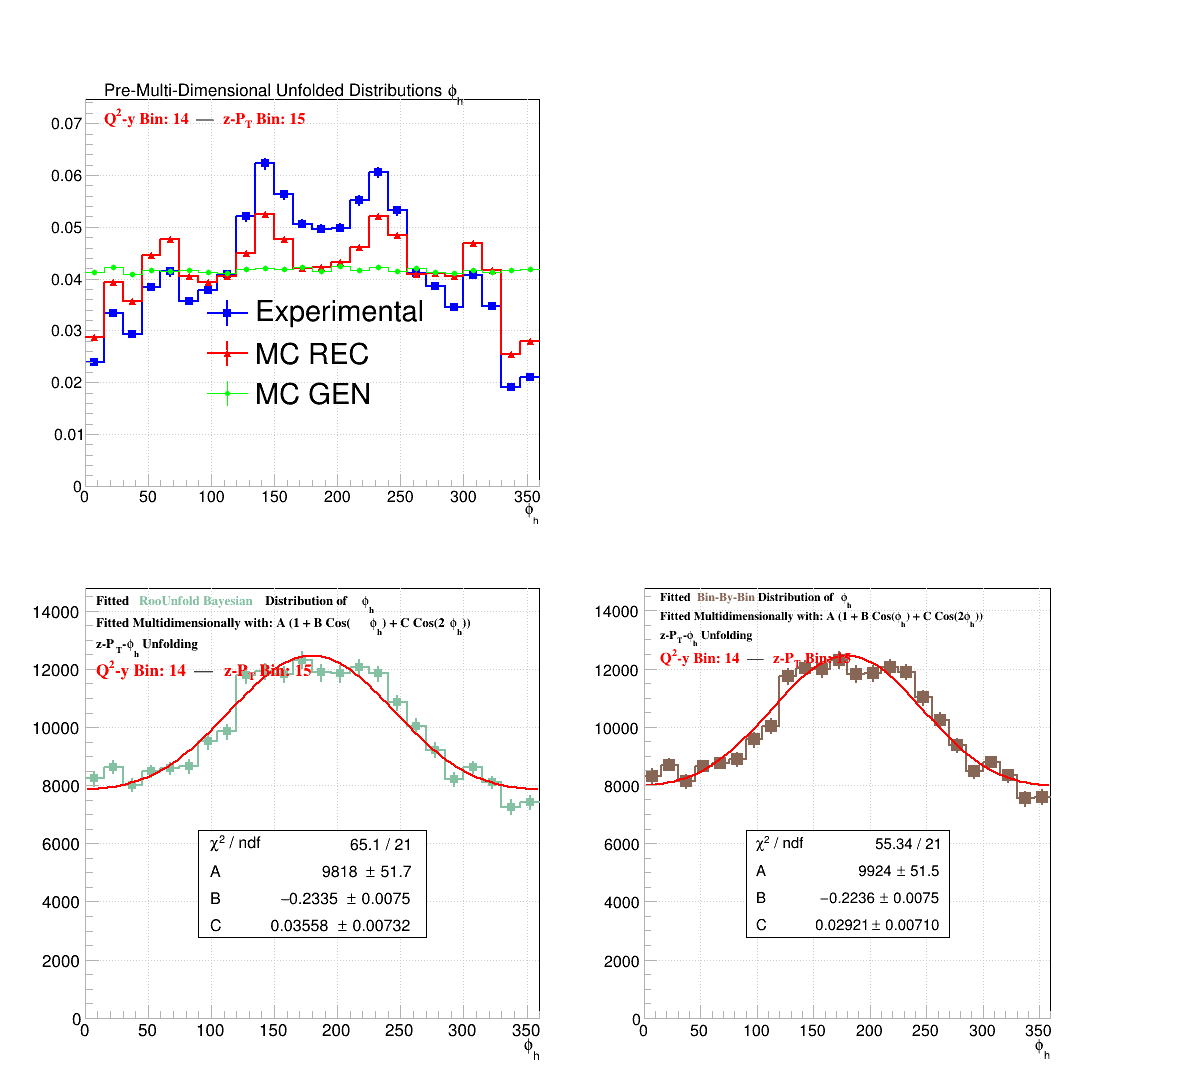 Pre-Multi-Dimensional Unfolded Distributions ϕh
Q2-y Bin: 14 — z-PT Bin: 15
0.07
0.06
0.05
0.04
0.03
0.02
0.01
0
Experimental
MC REC
MC GEN
0 50 100 150 200 250 300 350
ϕh
Fitted RooUnfold Bayesian Distribution of ϕh
Fitted Multidimensionally with: A (1 + B Cos( ϕh) + C Cos(2 ϕh))
z-PT-ϕh Unfolding
Q2-y Bin: 14 — z-PT Bin: 15
14000
12000
10000
8000
6000
4000
2000
0
χ2 / ndf 65.1 / 21
A 9818 ± 51.7
B −0.2335 ± 0.0075
C 0.03558 ± 0.00732
0 50 100 150 200 250 300 350
ϕh
Fitted Bin-By-Bin Distribution of ϕh
Fitted Multidimensionally with: A (1 + B Cos(ϕh) + C Cos(2ϕh))
z-PT-ϕh Unfolding
Q2-y Bin: 14 — z-PT Bin: 15
14000
12000
10000
8000
6000
4000
2000
0
χ2 / ndf 55.34 / 21
A 9924 ± 51.5
B −0.2236 ± 0.0075
C 0.02921 ± 0.00710
0 50 100 150 200 250 300 350
ϕh